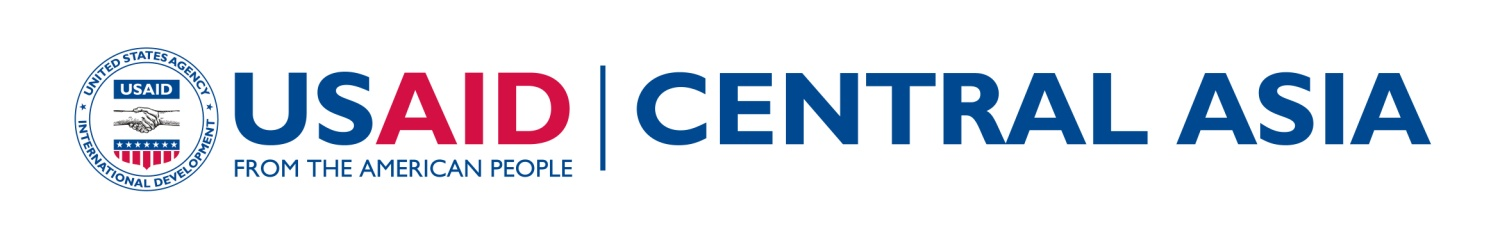 UNITED STATES AGENCY
INTERNATIONAL DEVELOPMENT
USAID
USAID
FROM THE AMERICAN PEOPLE
CENTRAL ASIA